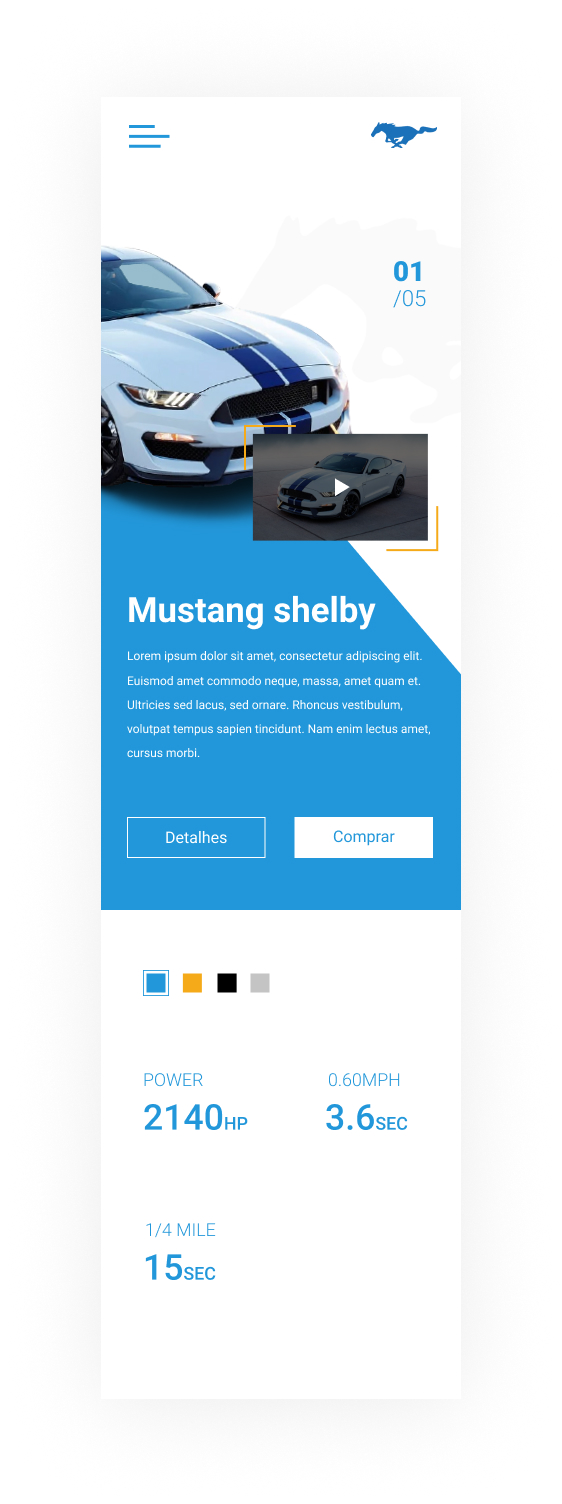 01
/05
Mustang shelby
Lorem ipsum dolor sit amet, consectetur adipiscing elit.
Euismod amet commodo neque, massa, amet quam et.
Ultricies sed lacus, sed ornare. Rhoncus vestibulum,
volutpat tempus sapien tincidunt. Nam enim lectus amet,
cursus morbi.
Detalhes
Comprar
POWER
2140HP
0.60MPH
3.6SEC
1/4 MILE
15SEC